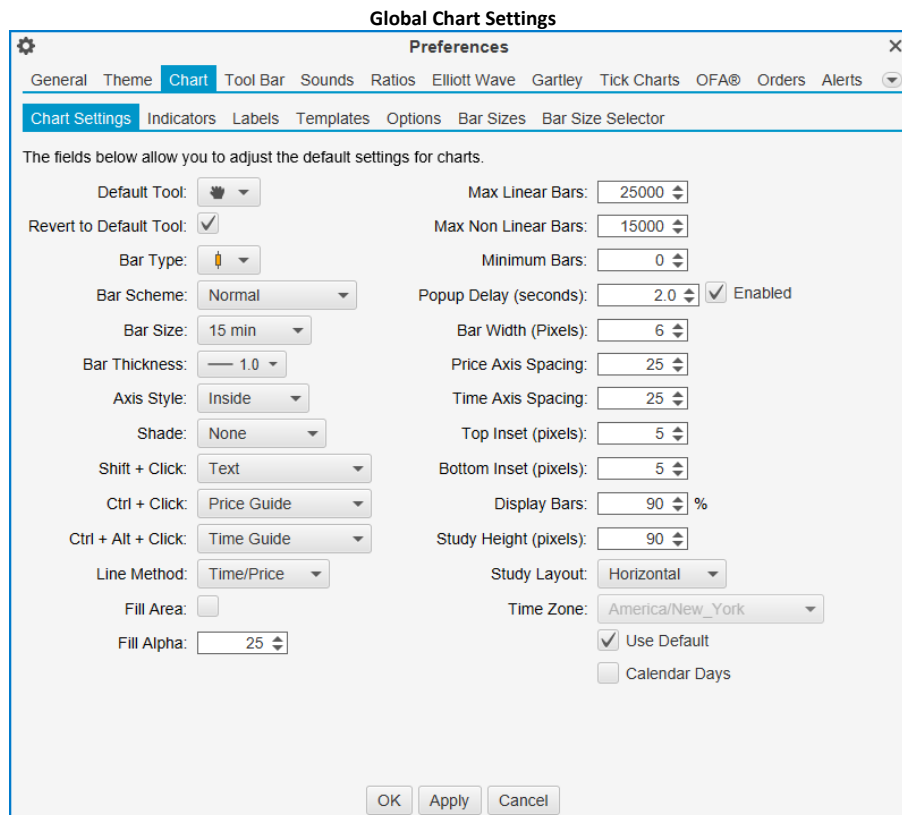 Global Chart Settings
Preferences
General Theme Chart Tool Bar Sounds Ratios Elliott Wave Gartley Tick Charts OFA® Orders Alerts
Chart Settings Indicators Labels Templates Options Bar Sizes Bar Size Selector
The fields below allow you to adjust the default settings for charts.
Default Tool: Max Linear Bars: 25000
Revert to Default Tool: Max Non Linear Bars: 15000
Bar Type: Minimum Bars: 0
Bar Scheme: Normal Popup Delay (seconds): 2.0 Enabled
Bar Size: 15 min Bar Width (Pixels): 6
Bar Thickness: 1.0 Price Axis Spacing: 25
Axis Style: Inside Time Axis Spacing: 25
Shade: None Top Inset (pixels): 5
Shift + Click: Text Bottom Inset (pixels): 5
Ctrl + Click: Price Guide Display Bars: 90 %
Ctrl + Alt + Click: Time Guide Study Height (pixels): 90
Line Method: Time/Price Study Layout: Horizontal
Fill Area: Time Zone: America/New_York
Fill Alpha: 25 Use Default
Calendar Days
OK Apply Cancel